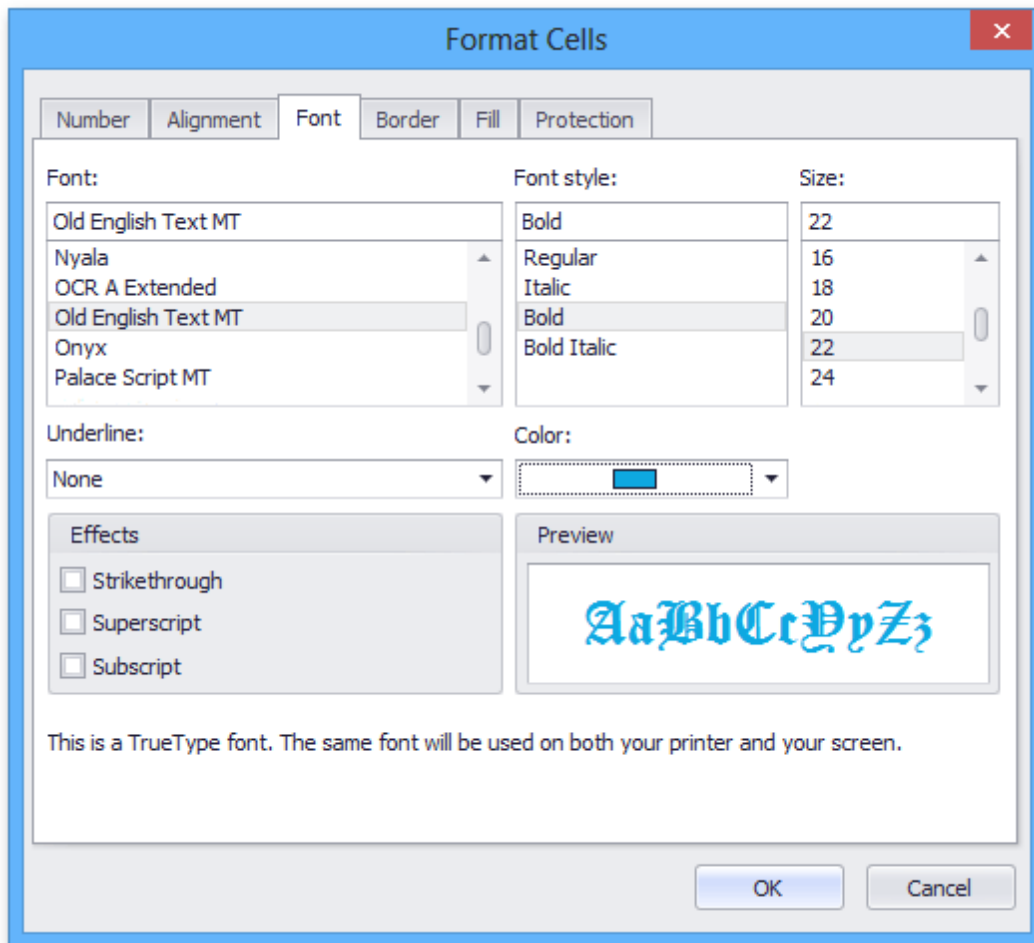 Format Cells
Number Alignment Font Border Fill Protection
Font: Font style: Size:
Old English Text MT Bold 22
Nyala Regular 16
OCR A Extended Italic 18
Old English Text MT Bold 20
Onyx Bold Italic 22
Palace Script MT 24
Underline: Color:
None
Effects Preview
Strikethrough
Superscript AaBbCcYyZz
Subscript
This is a TrueType font. The same font will be used on both your printer and your screen.
OK Cancel